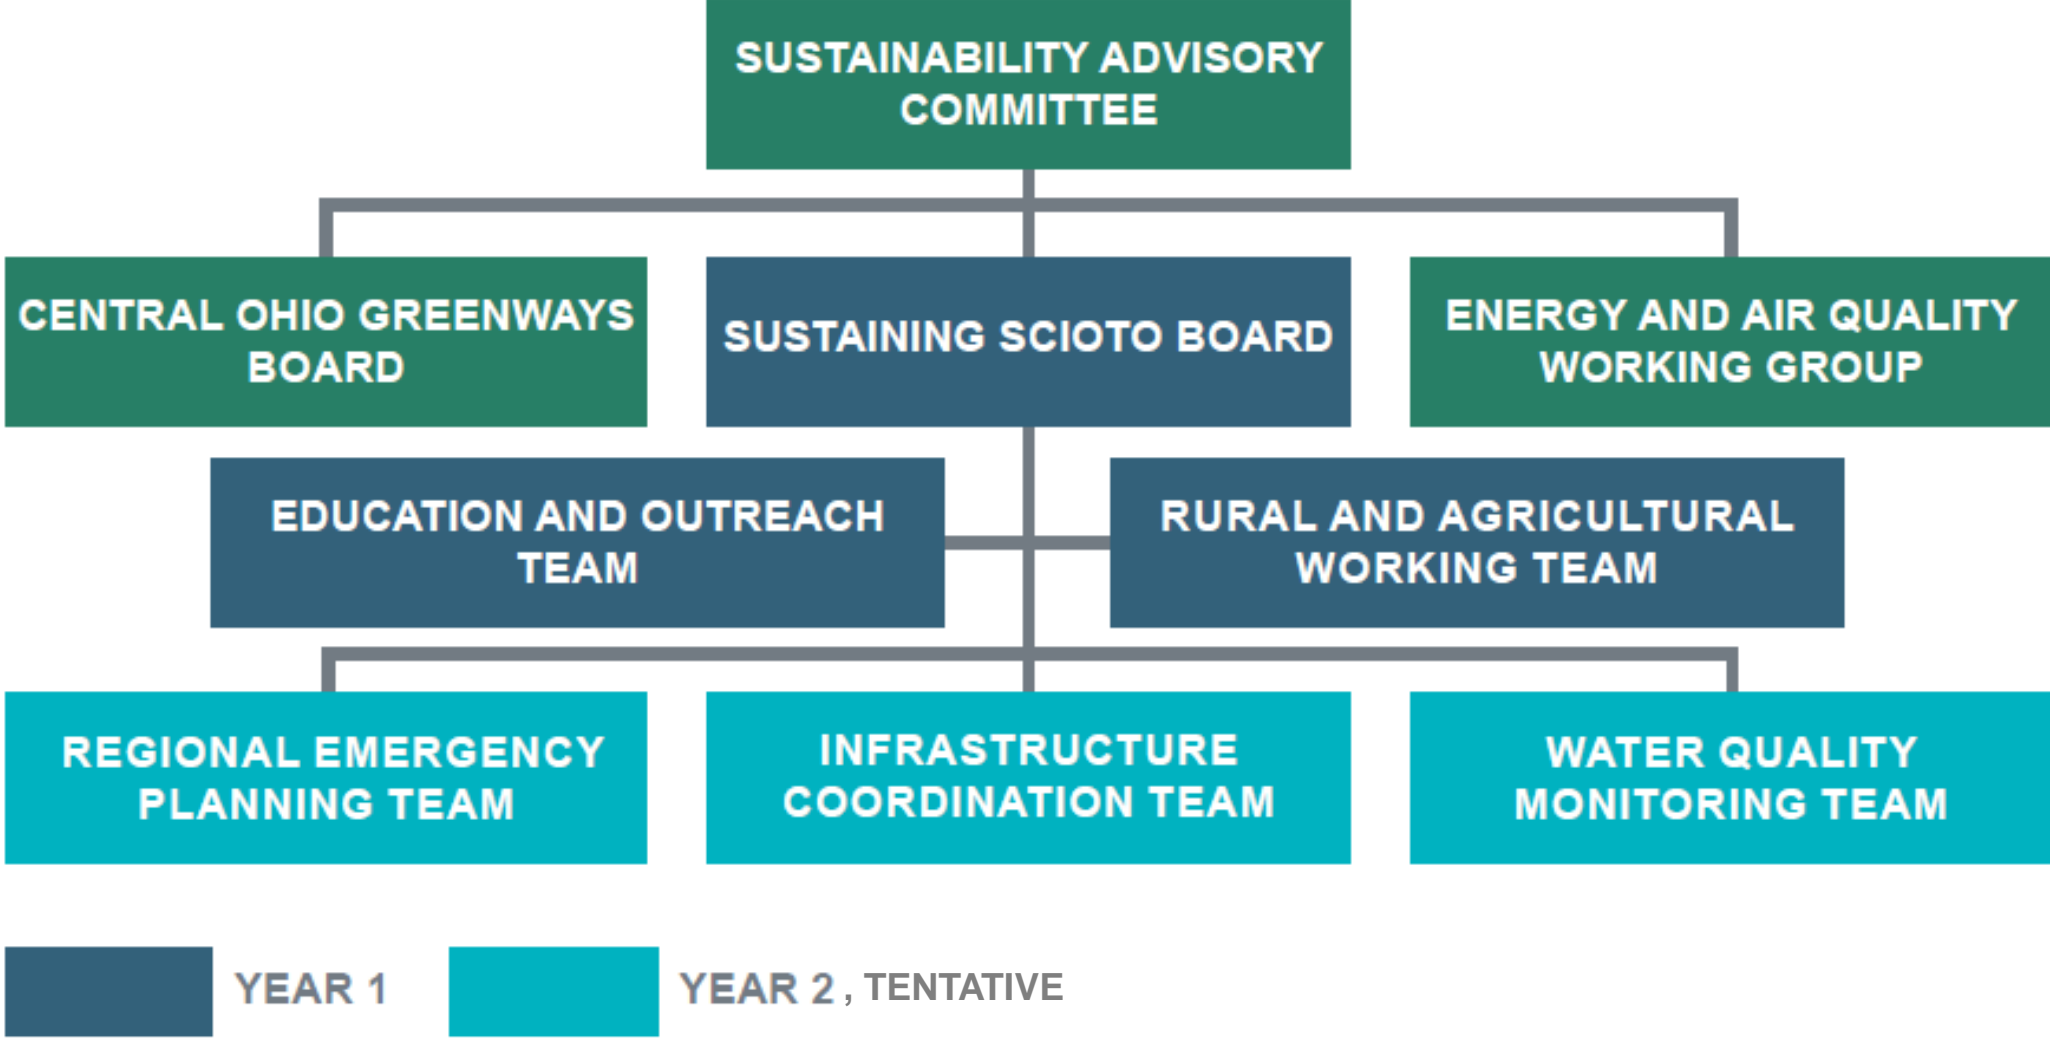 SUSTAINABILITY ADVISORY
COMMITTEE
CENTRAL OHIO GREENWAYS
BOARD
SUSTAINING SCIOTO BOARD
ENERGY AND AIR QUALITY
WORKING GROUP
EDUCATION AND OUTREACH
TEAM
RURAL AND AGRICULTURAL
WORKING TEAM
REGIONAL EMERGENCY
PLANNING TEAM
INFRASTRUCTURE
COORDINATION TEAM
WATER QUALITY
MONITORING TEAM
YEAR 1
YEAR 2 , TENTATIVE